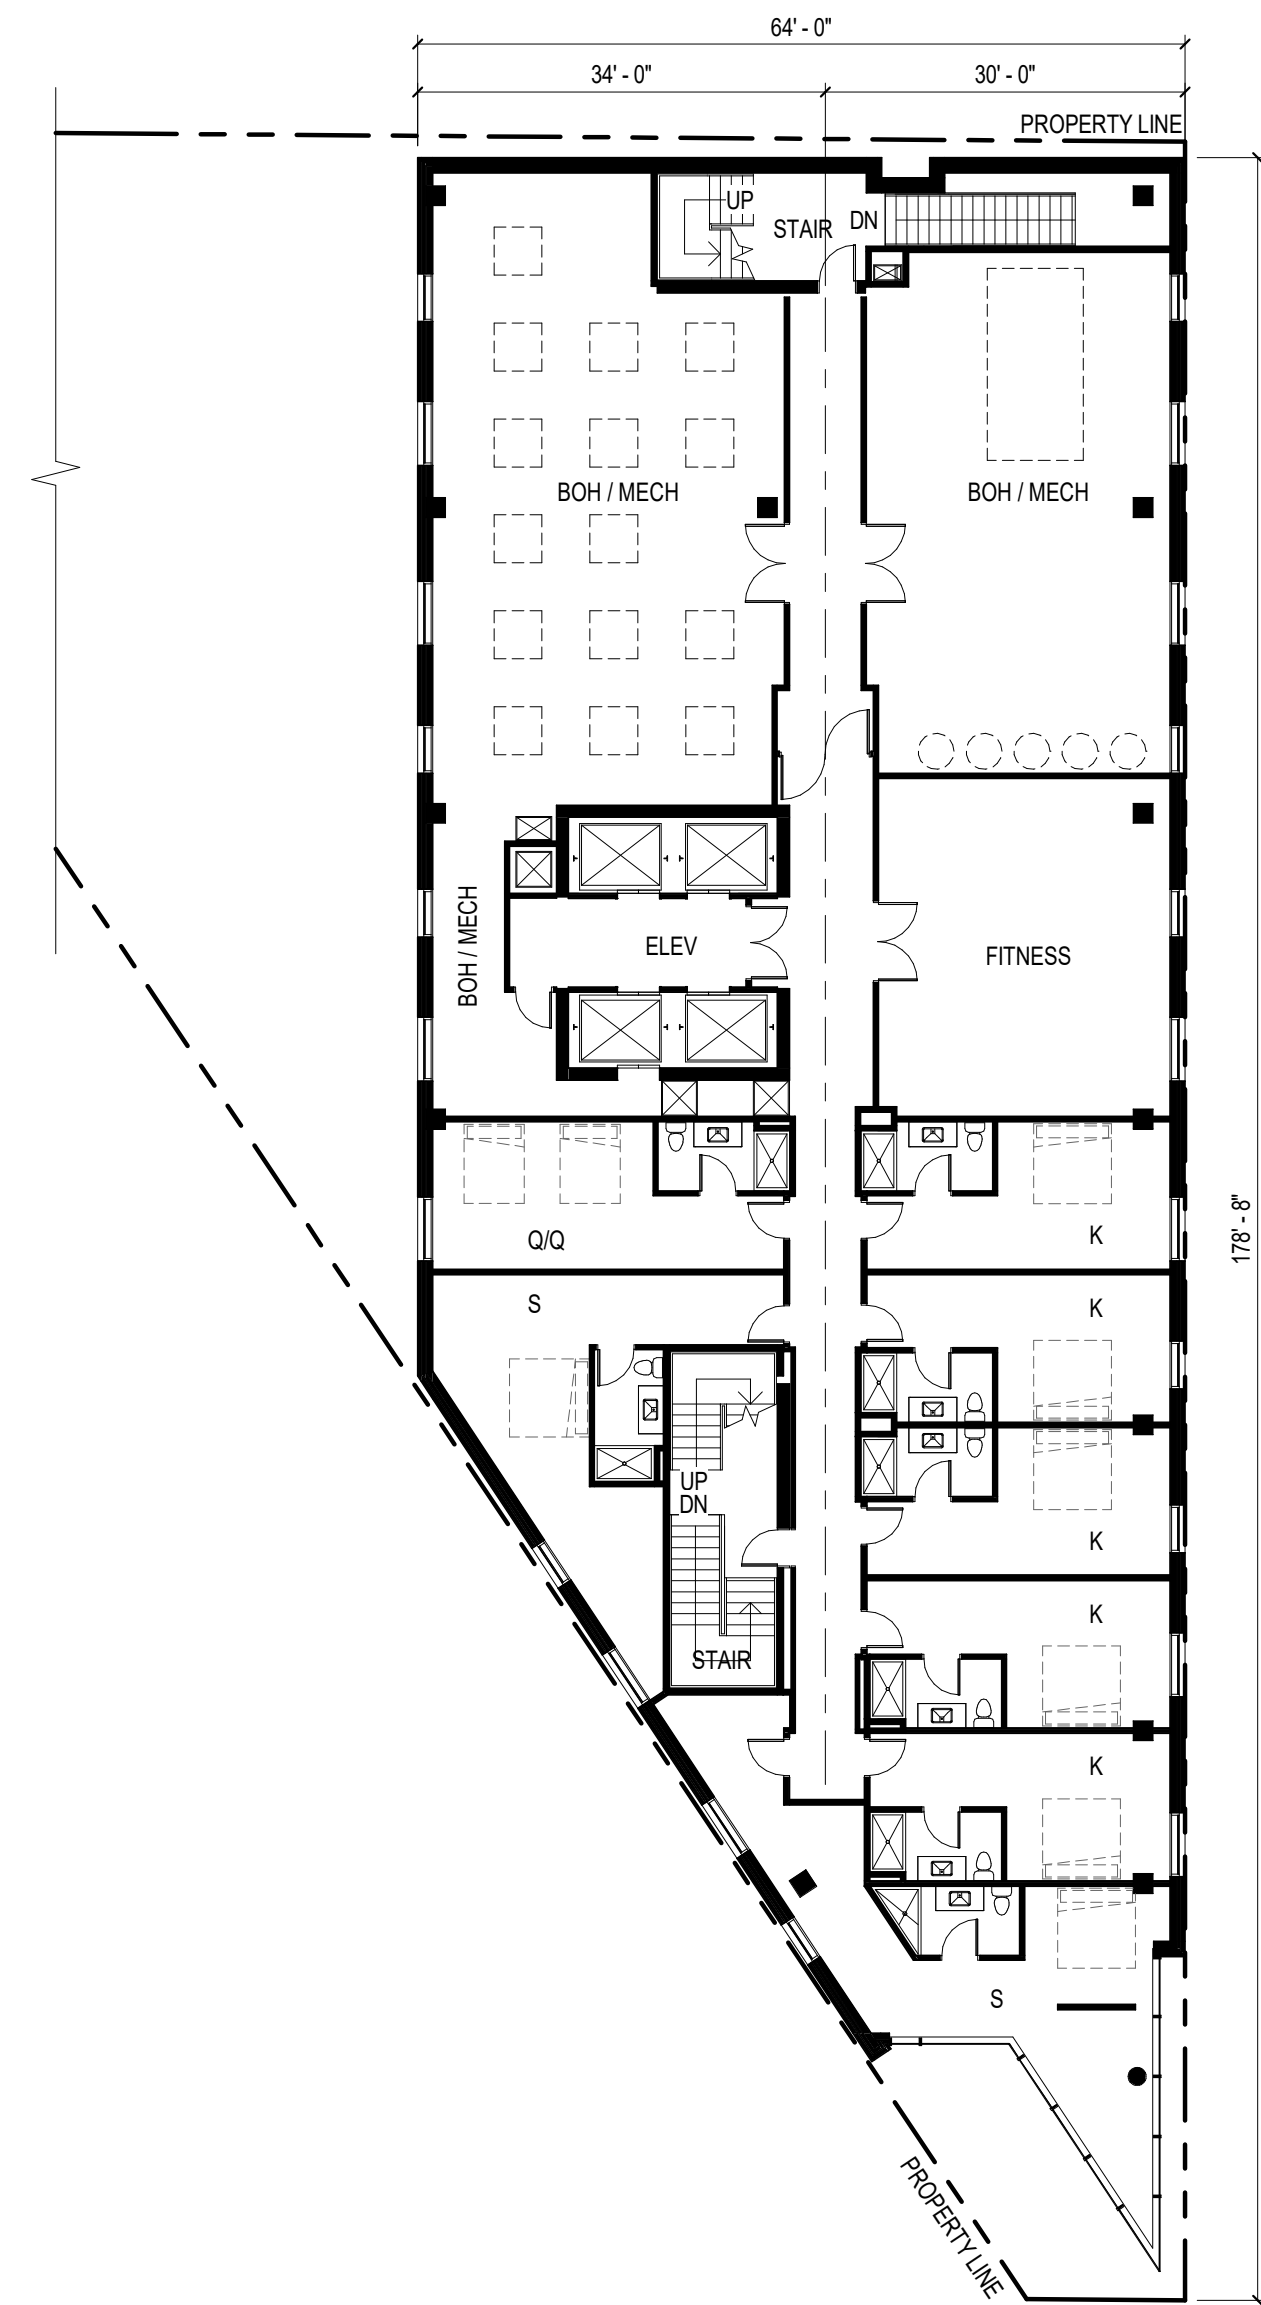 64' - 0"
34' - 0"
30' - 0"
PROPERTY LINE
UP
STAIR
DN
BOH / MECH
BOH / MECH
BOH / MECH
ELEV
FITNESS
178' - 8"
Q/Q
K
S
K
UP
DN
K
K
STAIR
K
S
PROPERTY LINE